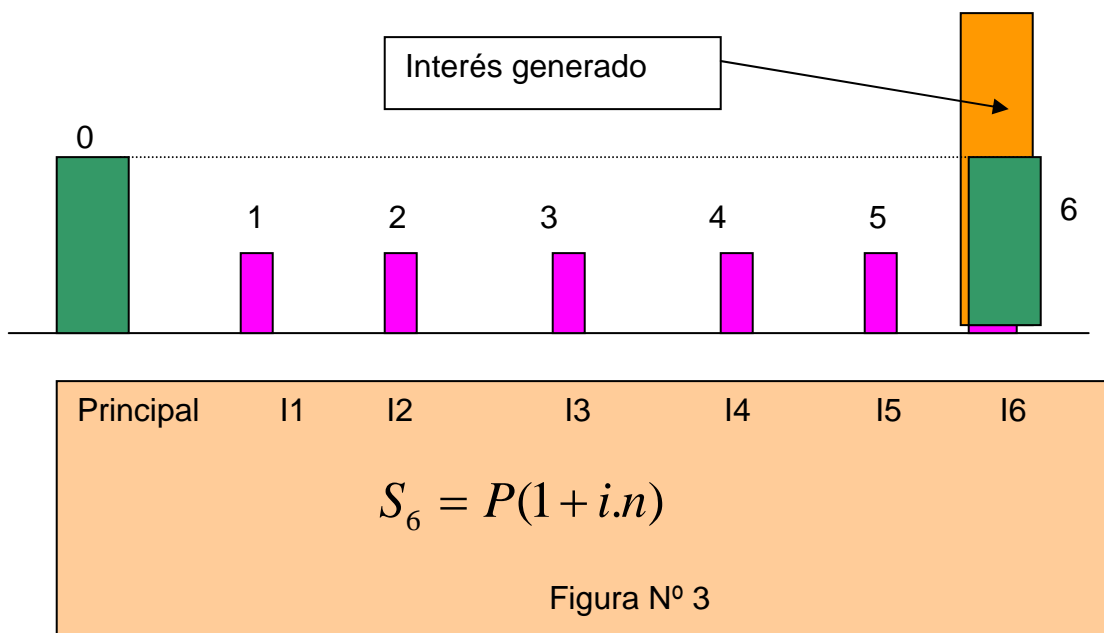 Interés generado
0
1 2 3 4 5 6
Principal I1 I2 I3 I4 I5 I6
S₆ = P(1 + i.n)
Figura Nº 3